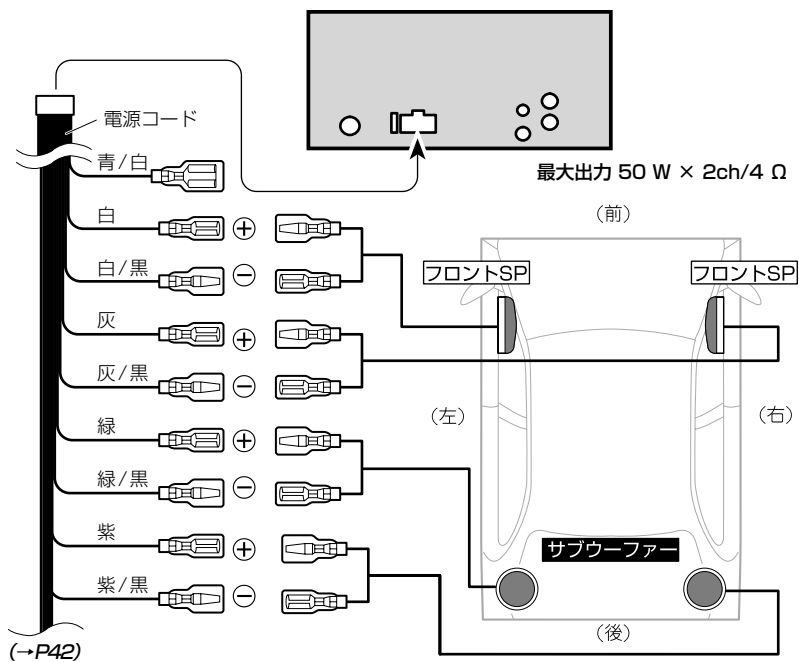 電源コード
青/白
最大出力 50 W × 2ch/4 Ω
白
⊕
(前)
白/黒
⊖
フロントSP
フロントSP
灰
⊕
灰/黒
⊖
(左)
(右)
緑
⊕
緑/黒
⊖
紫
⊕
サブウーファー
紫/黒
⊖
(後)
(→P42)